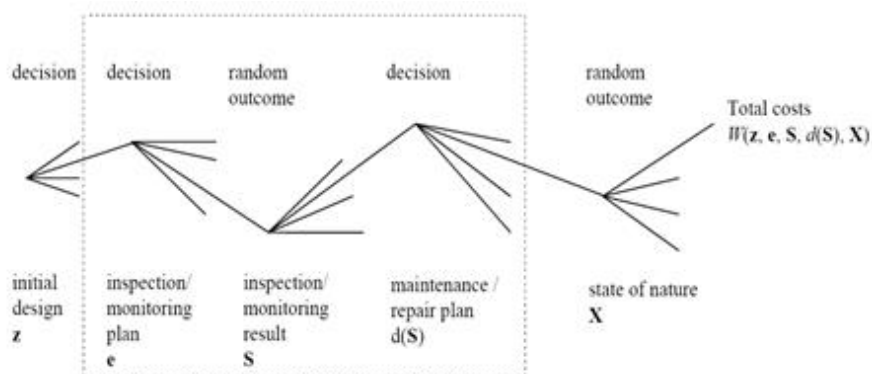 decision
decision
random
outcome
decision
random
outcome
Total costs
W(z, e, S, d(S), X)
initial
design
z
inspection/
monitoring
plan
e
inspection/
monitoring
result
S
maintenance /
repair plan
d(S)
state of nature
X